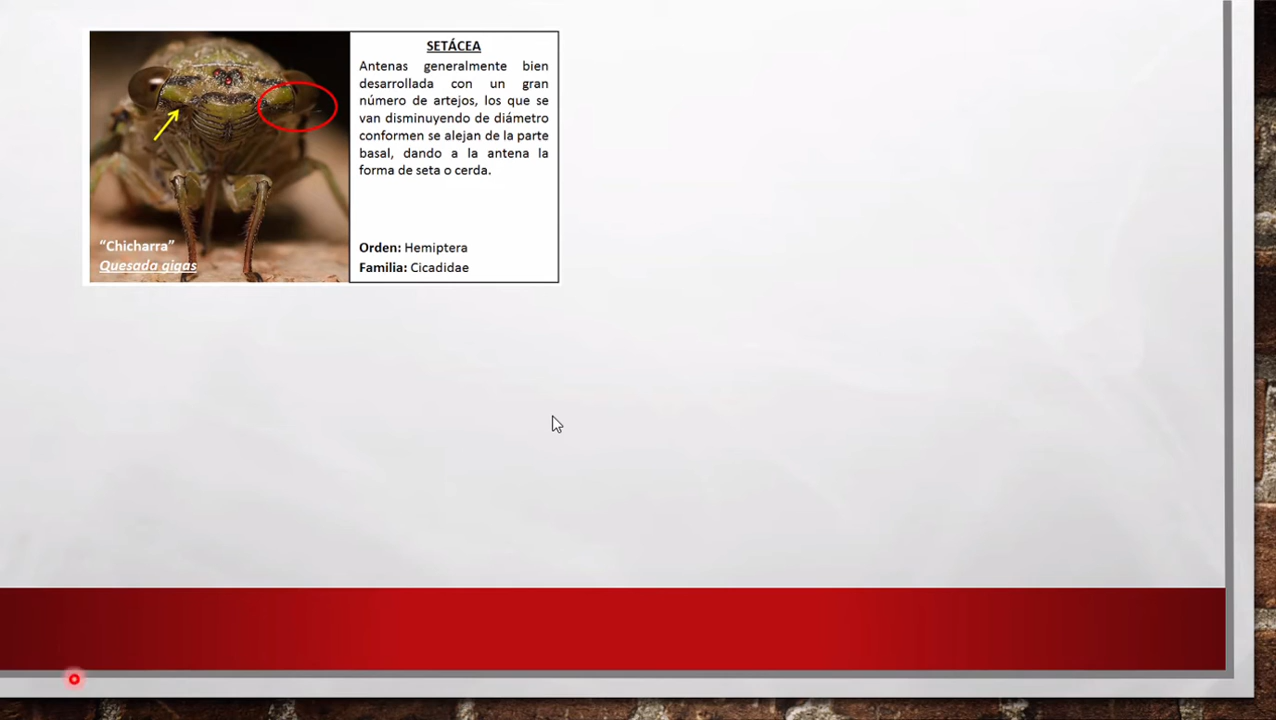 SETÁCEA
Antenas generalmente bien
desarrollada con un gran
número de artejos, los que se
van disminuyendo de diámetro
conformen se alejan de la parte
basal, dando a la antena la
forma de seta o cerda.
Orden: Hemiptera
Familia: Cicadidae
“Chicharra”
Quesada gigas